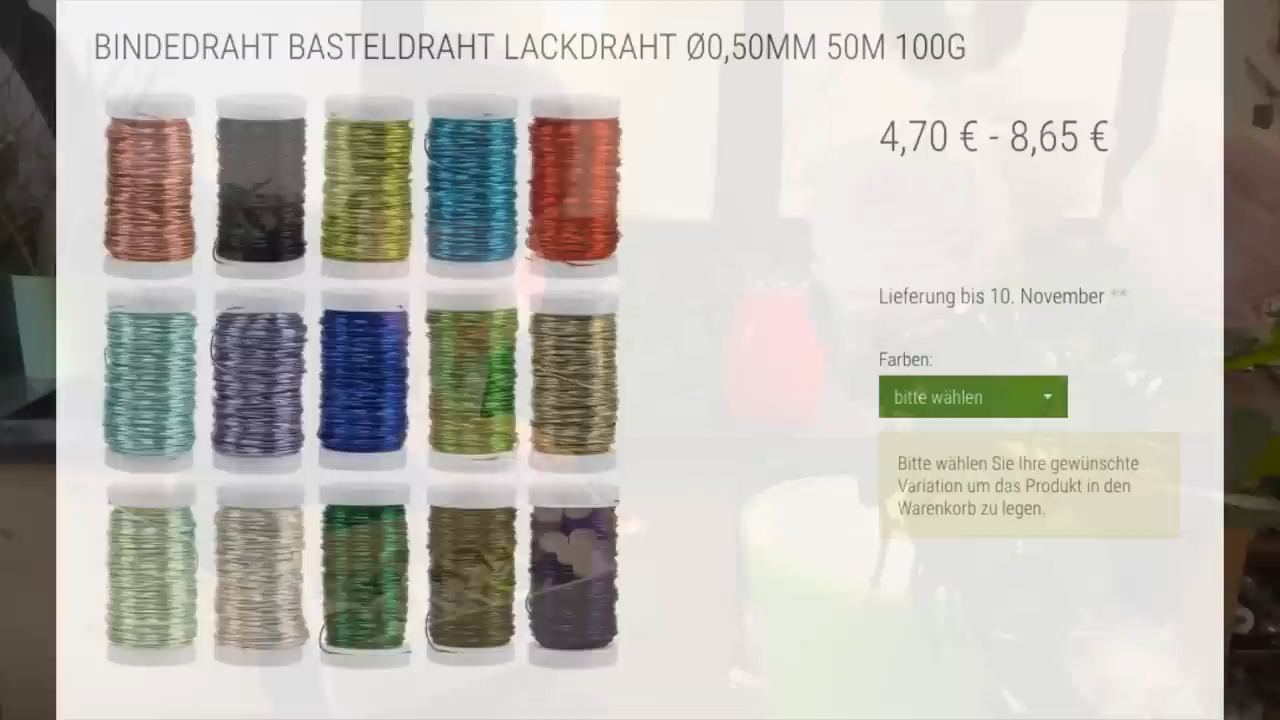 BINDEDRAHT BASTELDRAHT LACKDRAHT Ø0,50MM 50M 100G
4,70 € - 8,65 €
Lieferung bis 10. November **
Farben:
bitte wählen
Bitte wählen Sie Ihre gewünschte
Variation um das Produkt in den
Warenkorb zu legen.